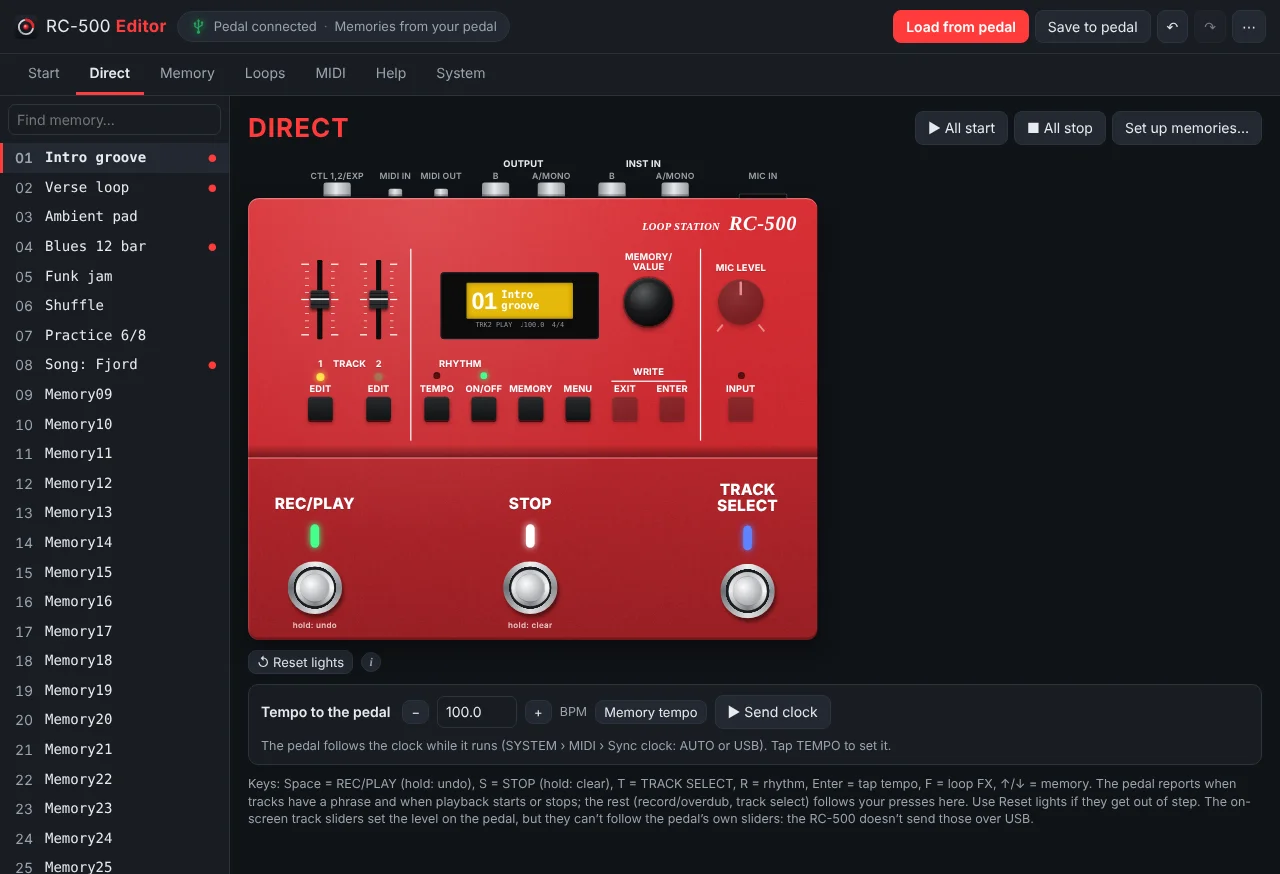 RC-500 Editor
Pedal connected · Memories from your pedal
Load from pedal
Save to pedal
Start
Direct
Memory
Loops
MIDI
Help
System
Find memory...
01 Intro groove
02 Verse loop
03 Ambient pad
04 Blues 12 bar
05 Funk jam
06 Shuffle
07 Practice 6/8
08 Song: Fjord
09 Memory09
10 Memory10
11 Memory11
12 Memory12
13 Memory13
14 Memory14
15 Memory15
16 Memory16
17 Memory17
18 Memory18
19 Memory19
20 Memory20
21 Memory21
22 Memory22
23 Memory23
24 Memory24
25 Memory25
DIRECT
▶ All start
■ All stop
Set up memories...
OUTPUT
INST IN
CTL 1,2/EXP
MIDI IN
MIDI OUT
B
A/MONO
B
A/MONO
MIC IN
LOOP STATION RC-500
MEMORY/
VALUE
MIC LEVEL
01 Intro
groove
TRK2 PLAY ♩100.0 4/4
1 TRACK 2
RHYTHM
WRITE
EDIT
EDIT
TEMPO
ON/OFF
MEMORY
MENU
EXIT
ENTER
INPUT
REC/PLAY
STOP
TRACK
SELECT
hold: undo
hold: clear
Reset lights
i
Tempo to the pedal
−
100.0
+
BPM
Memory tempo
▶ Send clock
The pedal follows the clock while it runs (SYSTEM › MIDI › Sync clock: AUTO or USB). Tap TEMPO to set it.
Keys: Space = REC/PLAY (hold: undo), S = STOP (hold: clear), T = TRACK SELECT, R = rhythm, Enter = tap tempo, F = loop FX, ↑/↓ = memory. The pedal reports when
tracks have a phrase and when playback starts or stops; the rest (record/overdub, track select) follows your presses here. Use Reset lights if they get out of step. The on-
screen track sliders set the level on the pedal, but they can’t follow the pedal’s own sliders: the RC-500 doesn’t send those over USB.